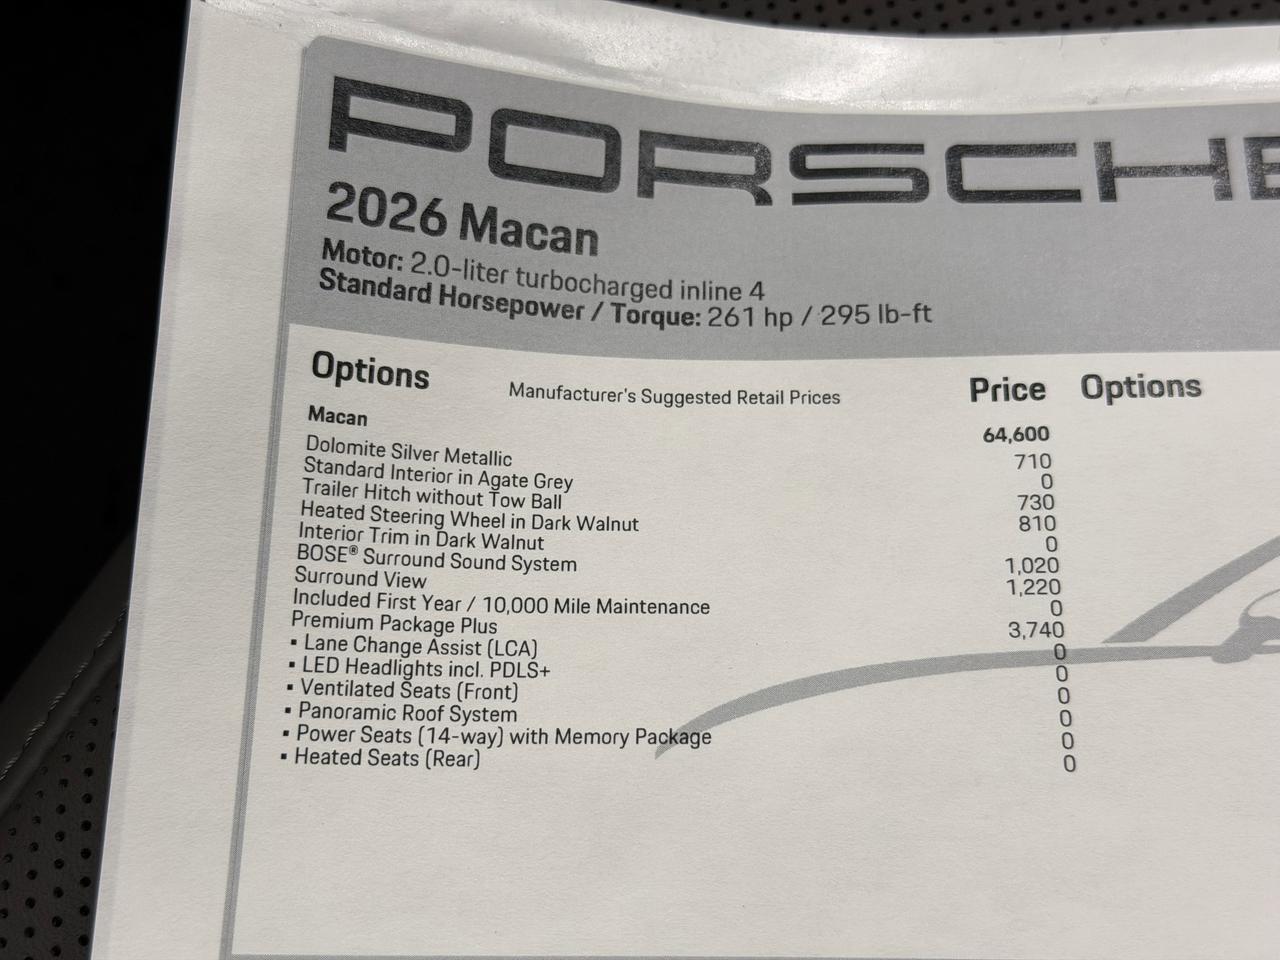 PORSCHE
2026 Macan
Motor: 2.0-liter turbocharged inline 4
Standard Horsepower / Torque: 261 hp / 295 lb-ft
Options Manufacturer's Suggested Retail Prices Price Options
Macan 64,600
Dolomite Silver Metallic 710
Standard Interior in Agate Grey 0
Trailer Hitch without Tow Ball 730
Heated Steering Wheel in Dark Walnut 810
Interior Trim in Dark Walnut 0
BOSE® Surround Sound System 1,020
Surround View 1,220
Included First Year / 10,000 Mile Maintenance 0
Premium Package Plus 3,740
▪ Lane Change Assist (LCA) 0
▪ LED Headlights incl. PDLS+ 0
▪ Ventilated Seats (Front) 0
▪ Panoramic Roof System 0
▪ Power Seats (14-way) with Memory Package 0
▪ Heated Seats (Rear) 0